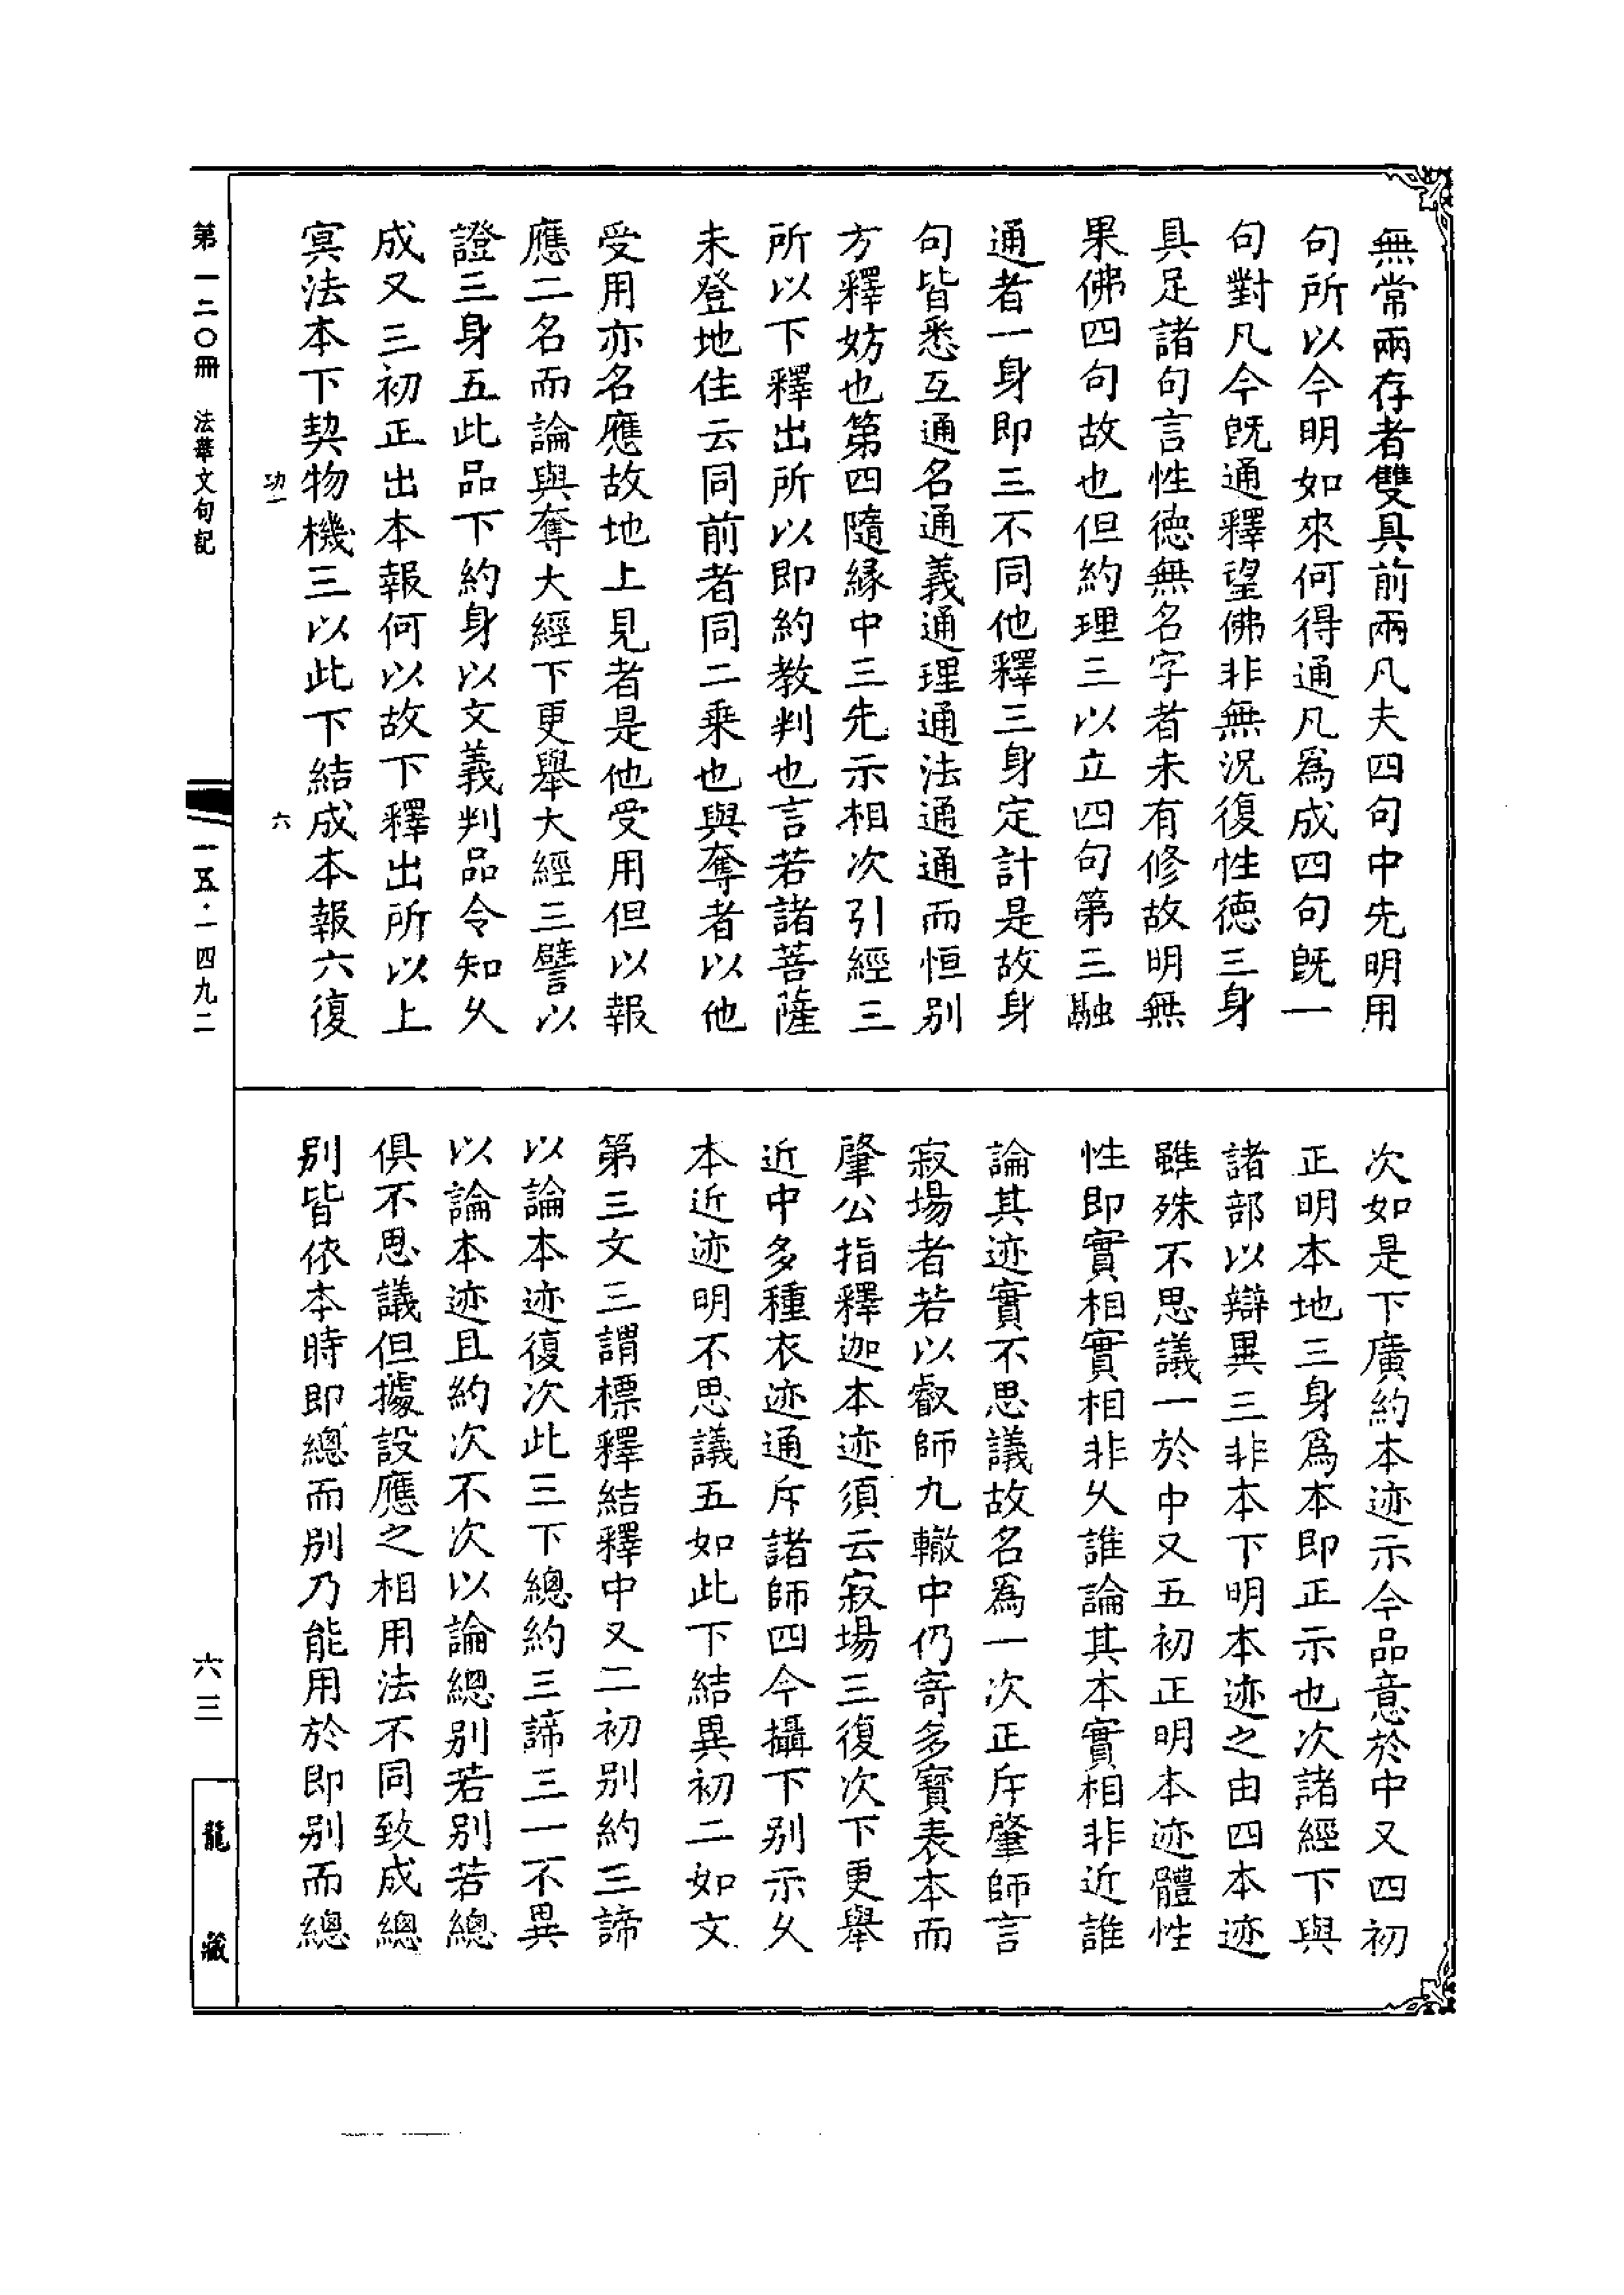 無常兩存者雙具前兩凡夫四句中先明用
句所以今明如來何得通凡爲成四句旣一
句對凡今旣通釋望佛非無況復性德三身
具足諸句言性德無名字者未有修故明無
果佛四句故也但約理三以立四句第三融
通者一身即三不同他釋三身定計是故身
句皆悉互通名通義通理通法通通而恒別
方釋妨也第四隨緣中三先示相次引經三
所以下釋出所以即約教判也言若諸菩薩
未登地住云同前者同二乘也與奪者以他
受用亦名應故地上見者是他受用但以報
應二名而論與奪大經下更舉大經三譬以
證三身五此品下約身以文義判品令知久
成又三初正出本報何以故下釋出所以上
冥法本下契物機三以此下結成本報六復
次如是下廣約本迹示今品意於中又四初
正明本地三身爲本即正示也次諸經下與
諸部以辯異三非本下明本迹之由四本迹
雖殊不思議一於中又五初正明本迹體性
性即實相實相非久誰論其本實相非近誰
論其迹實不思議故名爲一次正斥肇師言
寂場者若以叡師九轍中仍寄多寶表本而
肇公指釋迦本迹須云寂場三復次下更舉
近中多種衣迹通斥諸師四今攝下別示久
本近迹明不思議五如此下結異初二如文
第三文三謂標釋結釋中又二初別約三諦
以論本迹復次此三下總約三諦三一不異
以論本迹且約次不次以論總別若別若總
俱不思議但據設應之相用法不同致成總
別皆依本時即總而別乃能用於即別而總
第一二〇冊　法華文句記
功一
六
一五·一四九二
六三
龍藏